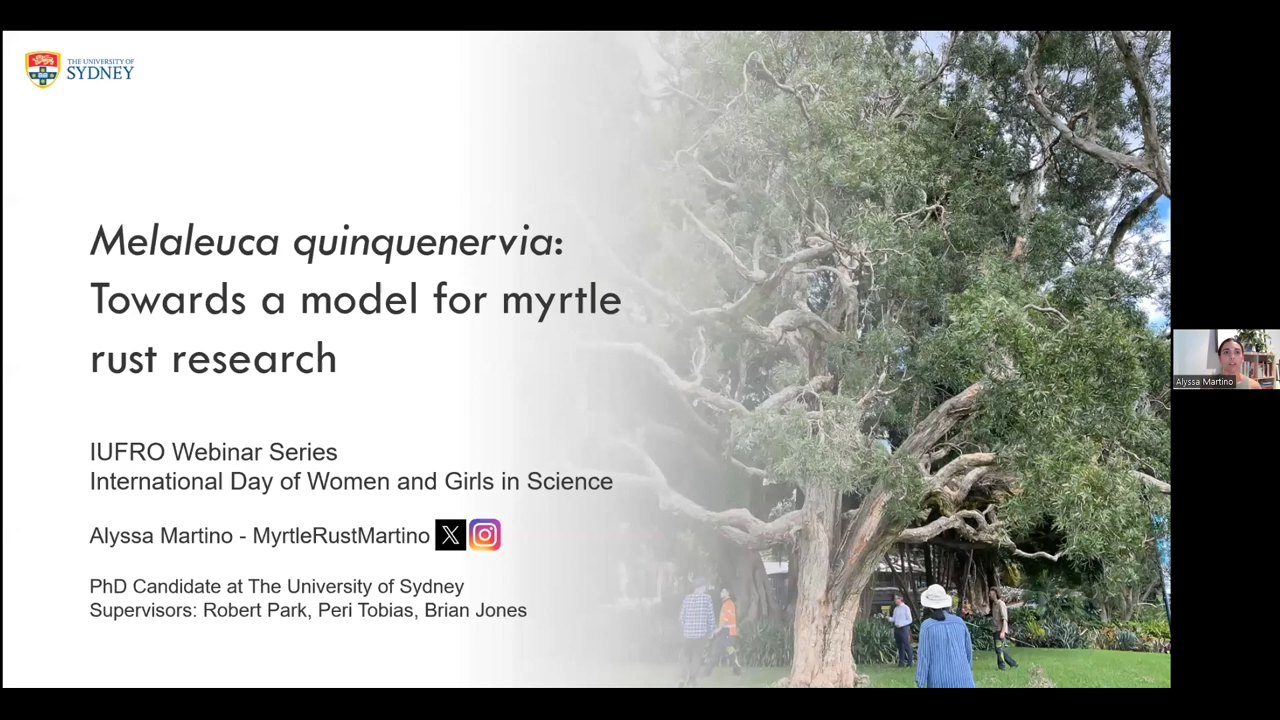 THE UNIVERSITY OF
SYDNEY
Melaleuca quinquenervia:
Towards a model for myrtle
rust research
IUFRO Webinar Series
International Day of Women and Girls in Science
Alyssa Martino - MyrtleRustMartino
PhD Candidate at The University of Sydney
Supervisors: Robert Park, Peri Tobias, Brian Jones
Alyssa Martino